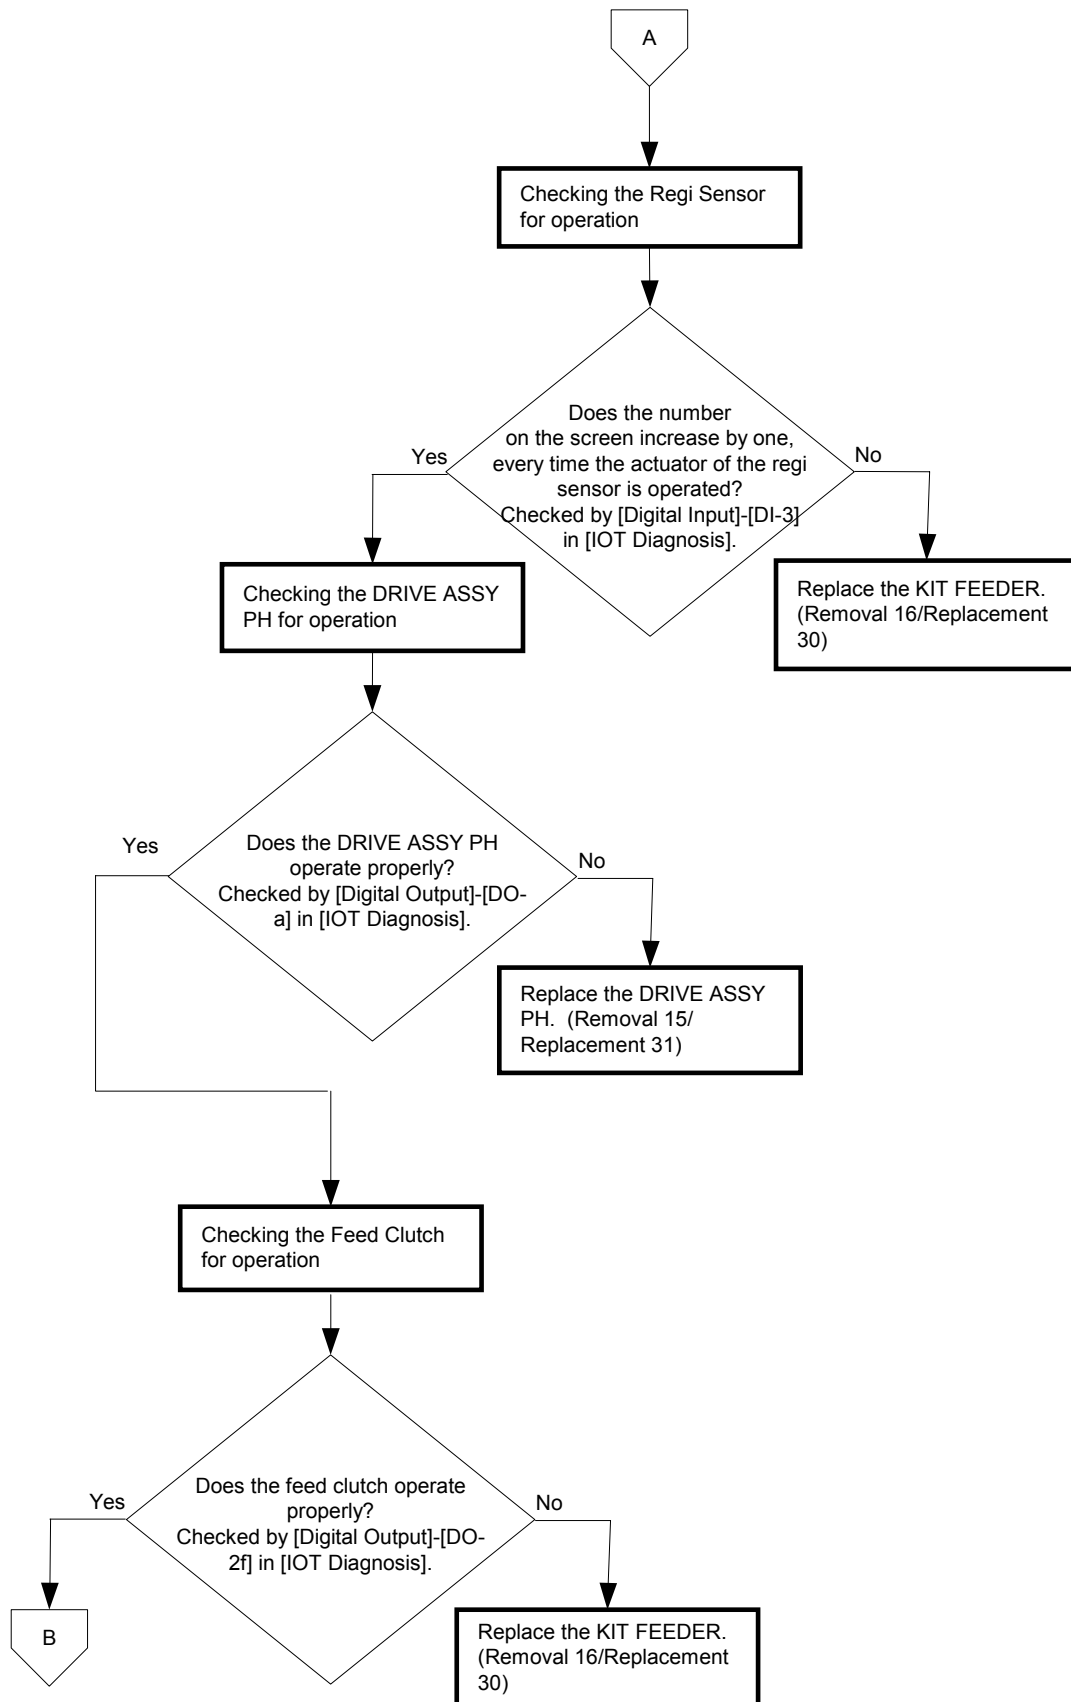 A
Checking the Regi Sensor
for operation
Does the number
on the screen increase by one,
every time the actuator of the regi
sensor is operated?
Checked by [Digital Input]-[DI-3]
in [IOT Diagnosis].
Yes
No
Checking the DRIVE ASSY
PH for operation
Replace the KIT FEEDER.
(Removal 16/Replacement
30)
Does the DRIVE ASSY PH
operate properly?
Checked by [Digital Output]-[DO-
a] in [IOT Diagnosis].
Yes
No
Replace the DRIVE ASSY
PH.  (Removal 15/
Replacement 31)
Checking the Feed Clutch
for operation
Does the feed clutch operate
properly?
Checked by [Digital Output]-[DO-
2f] in [IOT Diagnosis].
Yes
No
B
Replace the KIT FEEDER.
(Removal 16/Replacement
30)